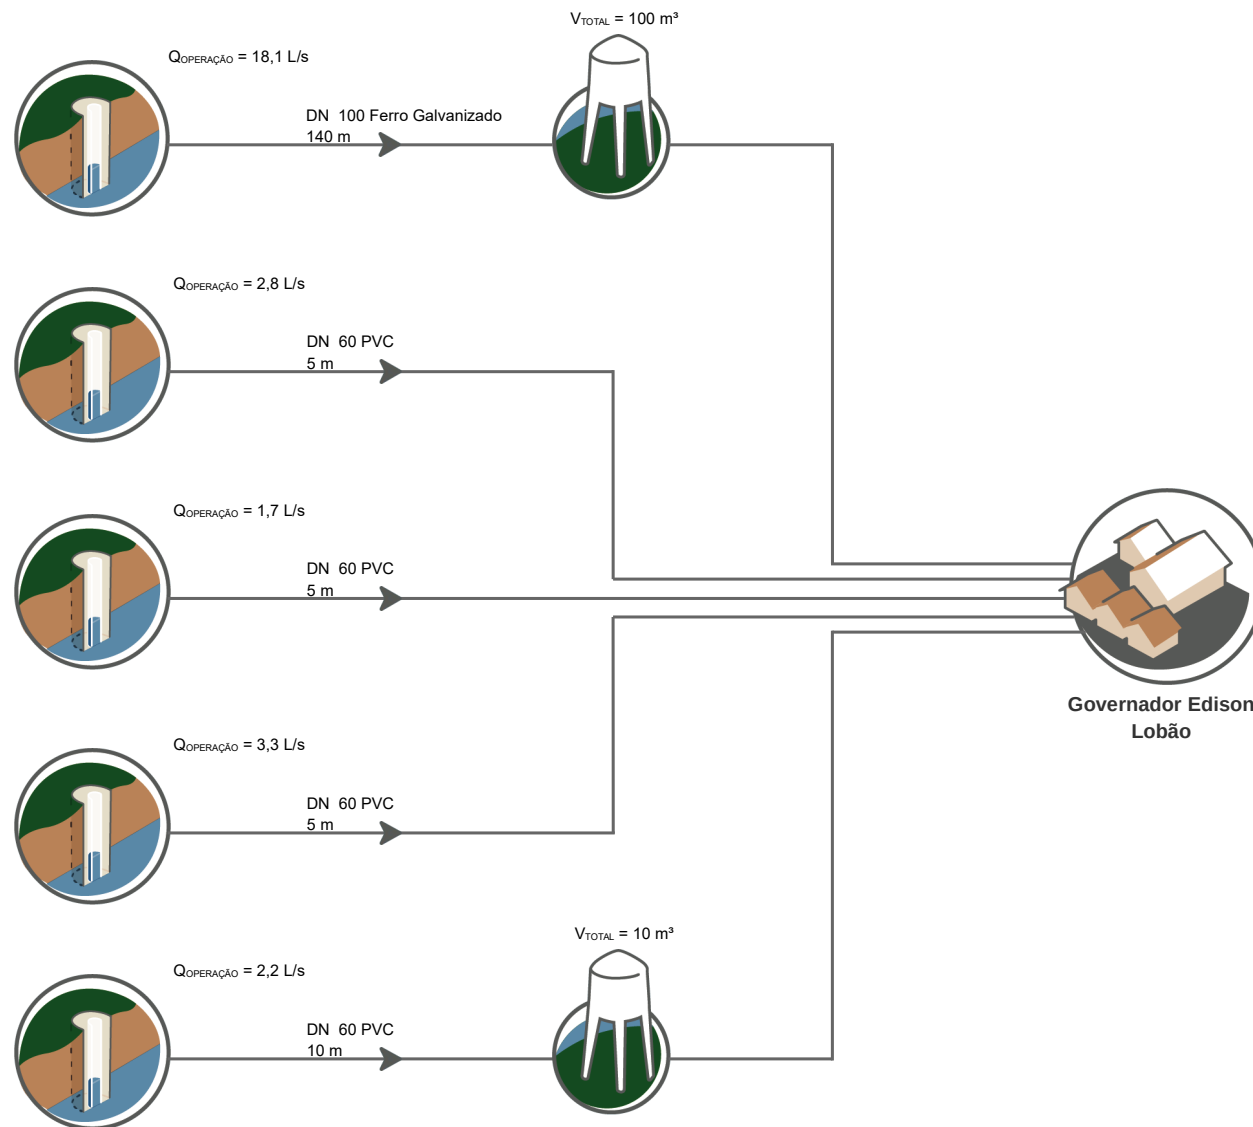 VTOTAL = 100 m³
QOPERAÇÃO = 18,1 L/s
DN 100 Ferro Galvanizado
140 m
QOPERAÇÃO = 2,8 L/s
DN 60 PVC
5 m
QOPERAÇÃO = 1,7 L/s
DN 60 PVC
5 m
Governador Edison
Lobão
QOPERAÇÃO = 3,3 L/s
DN 60 PVC
5 m
VTOTAL = 10 m³
QOPERAÇÃO = 2,2 L/s
DN 60 PVC
10 m